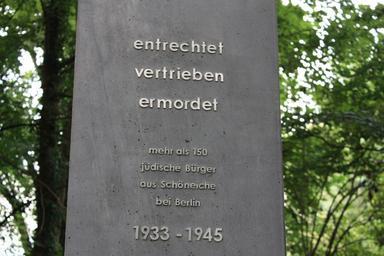 entrechtet
vertrieben
ermordet
mehr als 150
jüdische Bürger
aus Schöneiche
bei Berlin
1933 - 1945